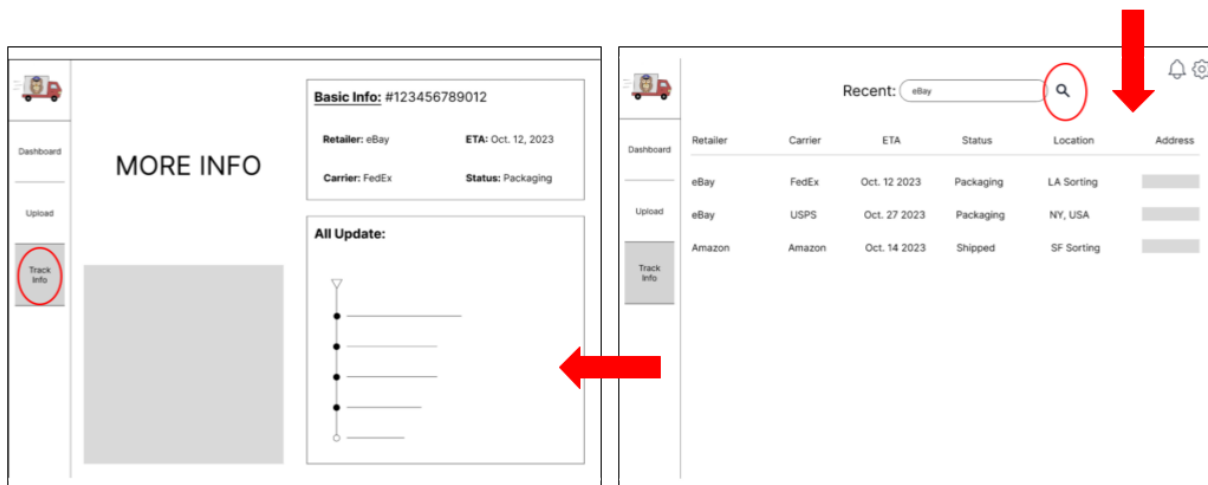 Dashboard
Upload
Track
Info
MORE INFO
Basic Info: #123456789012
Retailer: eBay ETA: Oct. 12, 2023
Carrier: FedEx Status: Packaging
All Update:
Recent: eBay
Dashboard
Upload
Track
Info
Retailer Carrier ETA Status Location Address
eBay FedEx Oct. 12 2023 Packaging LA Sorting
eBay USPS Oct. 27 2023 Packaging NY, USA
Amazon Amazon Oct. 14 2023 Shipped SF Sorting